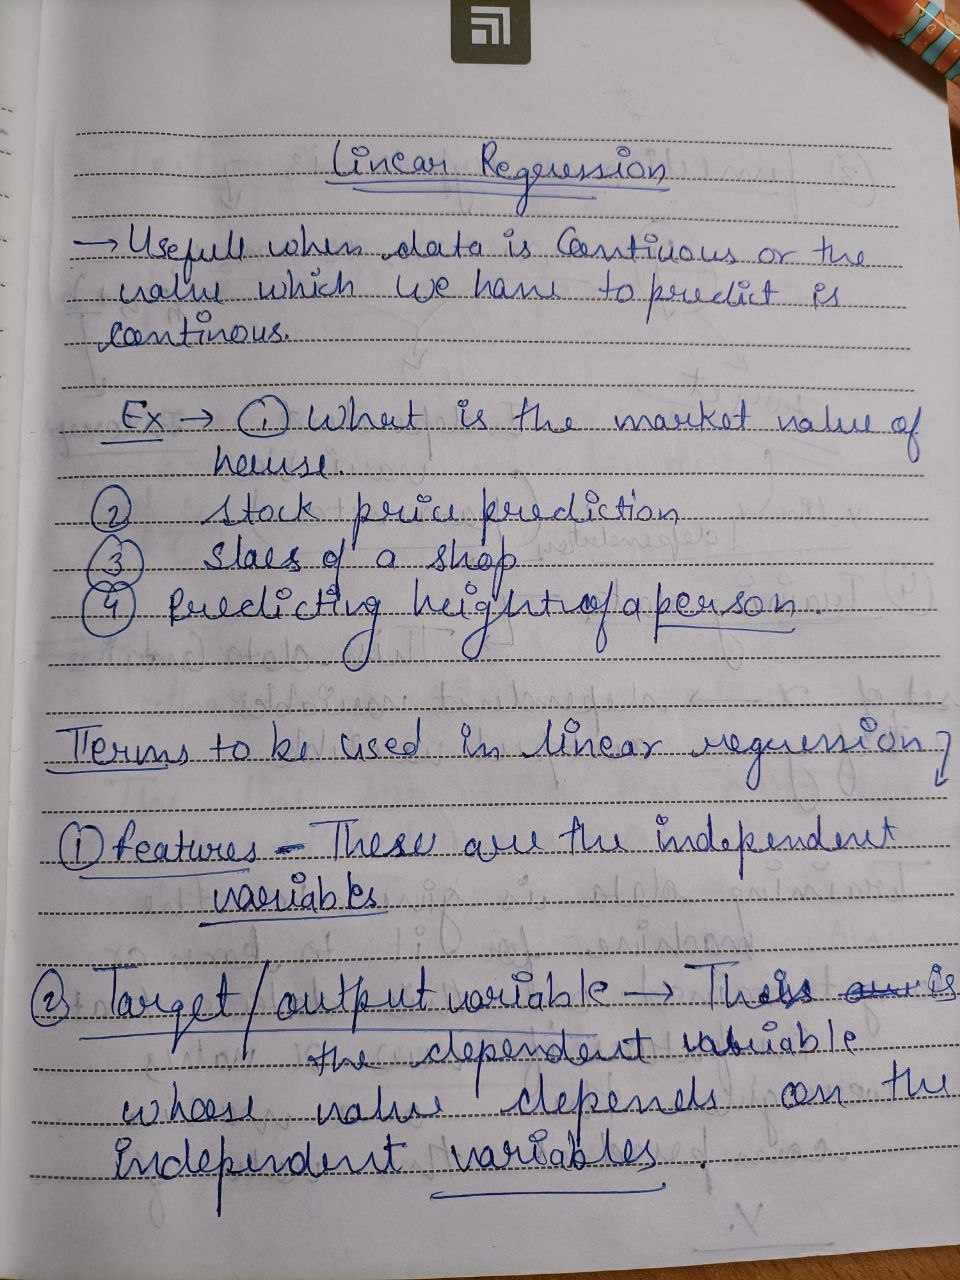 Linear Regression
→ Usefull when data is Contiuous or the
value which we have to predict is
continous.
Ex → ① What is the market value of
house.
② Stock price prediction
③ Slaes of a shop
④ Predicting height of a person.
Terms to be used in linear regression
① features - These are the independent
variables
② Target/output variable → This is
the dependent variable
whose value depends on the
independent variables.